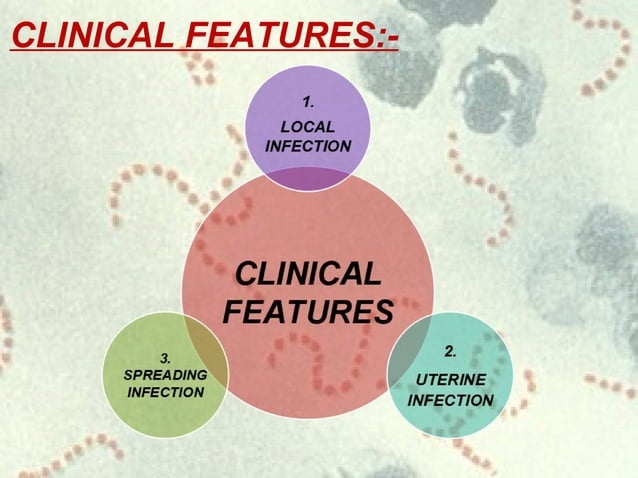 CLINICAL FEATURES:-
1.
LOCAL
INFECTION
CLINICAL
FEATURES
2.
UTERINE
INFECTION
3.
SPREADING
INFECTION